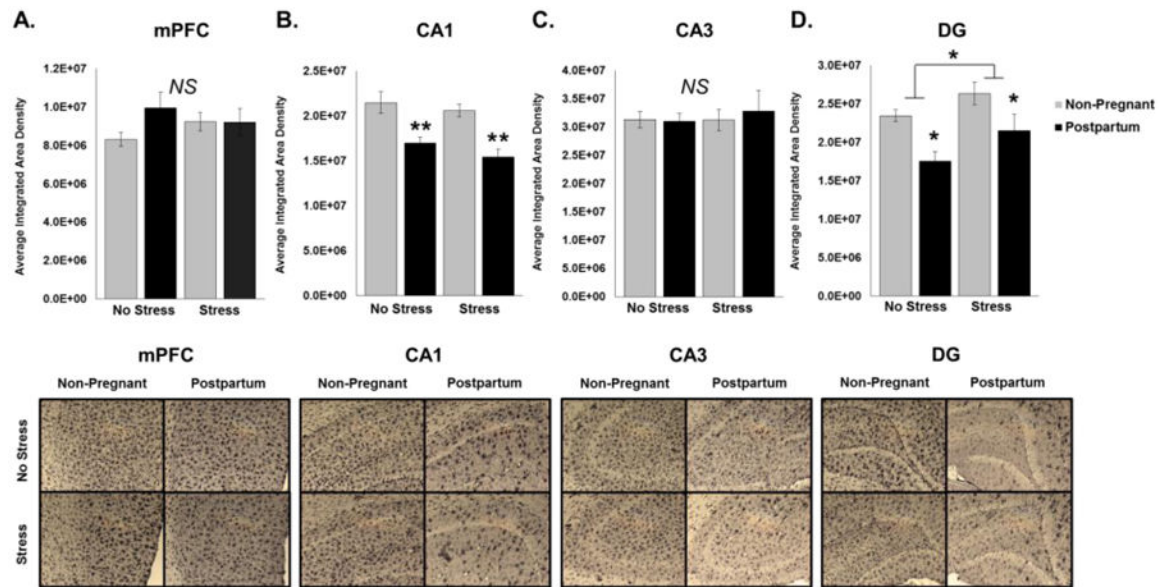 A.
mPFC
Average Integrated Area Density
1.2E+07
1.0E+07
8.0E+06
6.0E+06
4.0E+06
2.0E+06
0.0E+00
NS
No Stress
Stress
B.
CA1
Average Integrated Area Density
2.5E+07
2.0E+07
1.5E+07
1.0E+07
5.0E+06
0.0E+00
**
**
No Stress
Stress
C.
CA3
Average Integrated Area Density
4.0E+07
3.5E+07
3.0E+07
2.5E+07
2.0E+07
1.5E+07
1.0E+07
5.0E+06
0.0E+00
NS
No Stress
Stress
D.
DG
Average Integrated Area Density
3.0E+07
2.5E+07
2.0E+07
1.5E+07
1.0E+07
5.0E+06
0.0E+00
*
*
*
No Stress
Stress
Non-Pregnant
Postpartum
mPFC
CA1
CA3
DG
Non-Pregnant Postpartum
Non-Pregnant Postpartum
Non-Pregnant Postpartum
Non-Pregnant Postpartum
No Stress
Stress